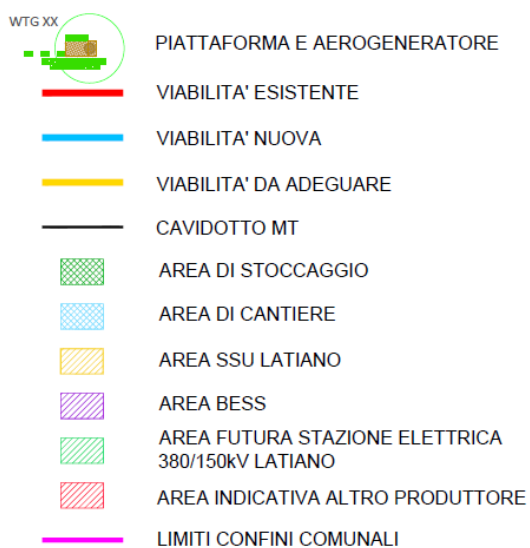 WTG XX
PIATTAFORMA E AEROGENERATORE
VIABILITA' ESISTENTE
VIABILITA' NUOVA
VIABILITA' DA ADEGUARE
CAVIDOTTO MT
AREA DI STOCCAGGIO
AREA DI CANTIERE
AREA SSU LATIANO
AREA BESS
AREA FUTURA STAZIONE ELETTRICA
380/150kV LATIANO
AREA INDICATIVA ALTRO PRODUTTORE
LIMITI CONFINI COMUNALI